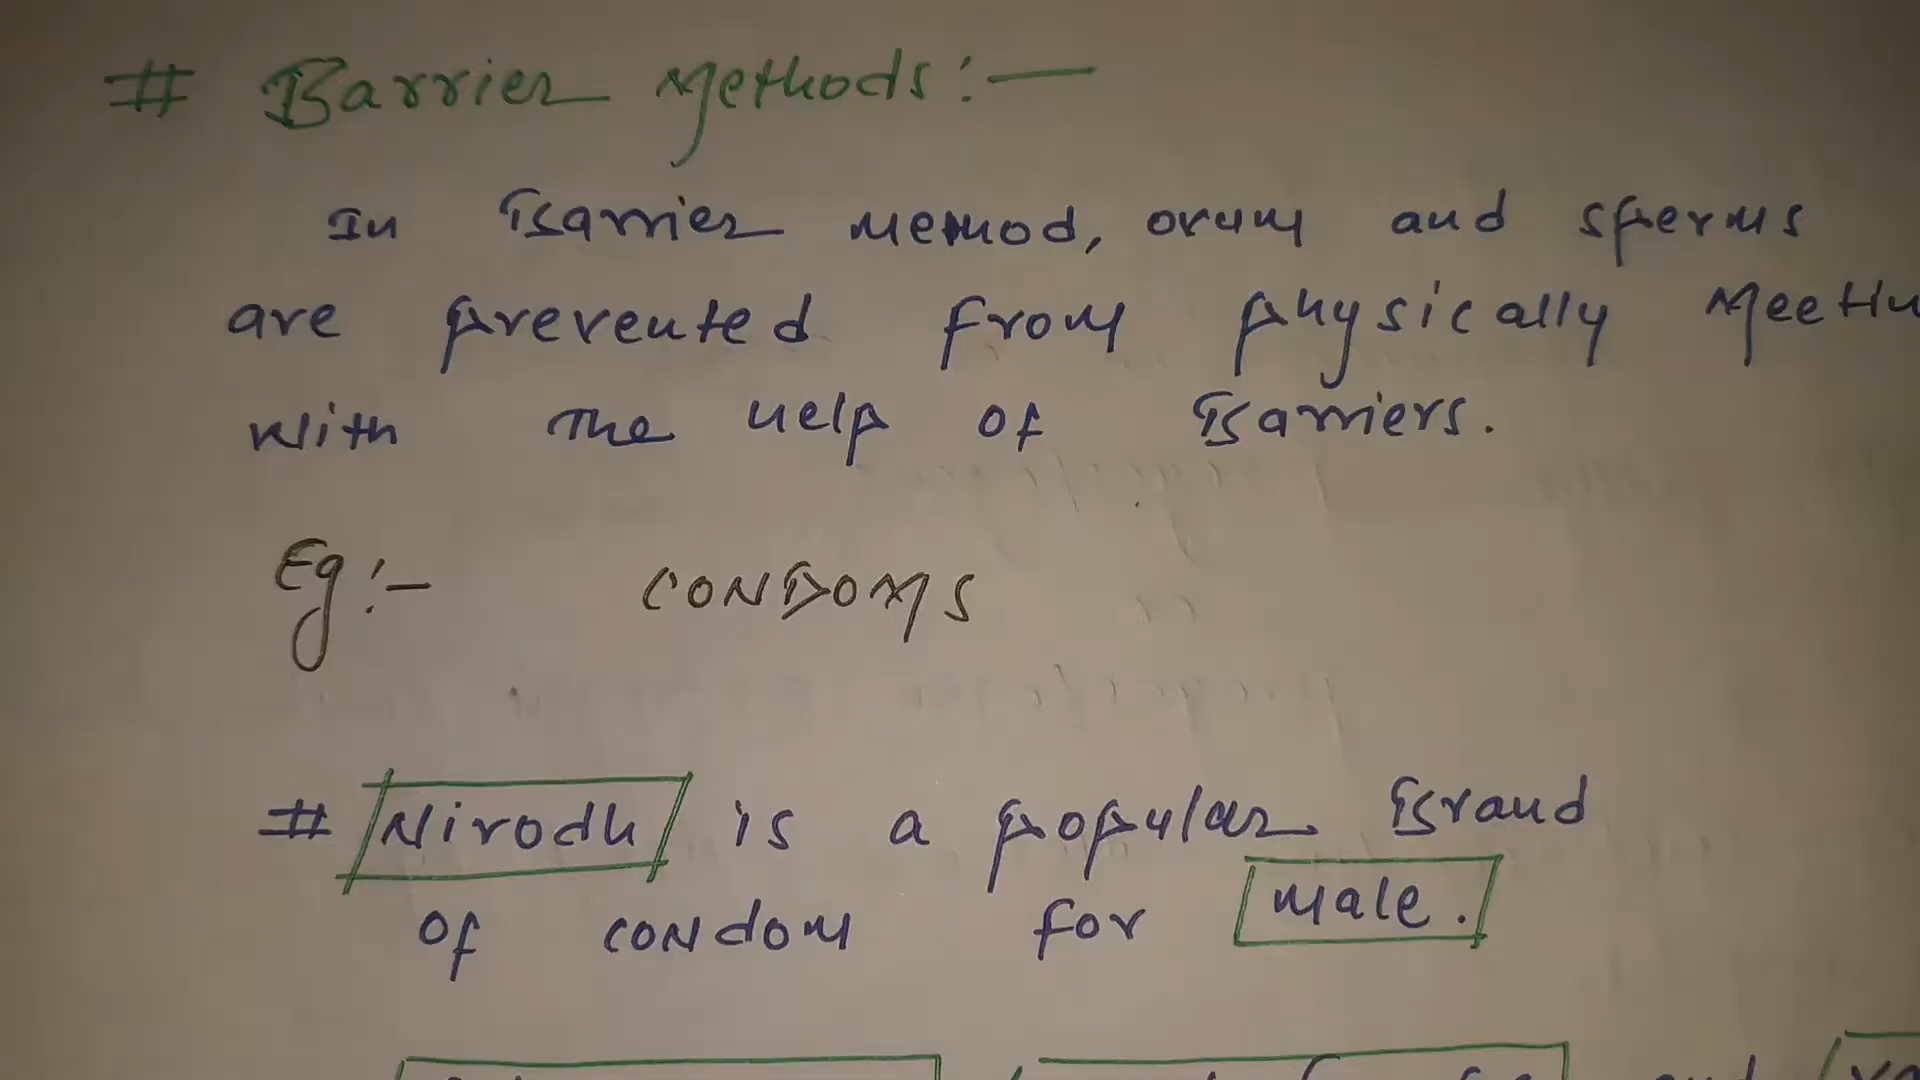 # Barrier Methods:—
In Barrier Method, ovum and sperms
are prevented from physically
with the help of Barriers.
Eg:- CONDOMS
# Nirodh is a popular Brand
of condom for Male.
and